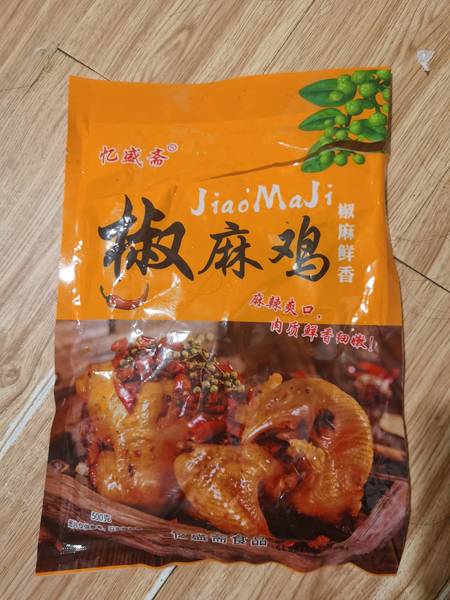 忆盛斋®
JiaoMaJi
椒麻鸡
椒麻鲜香
麻辣爽口，
肉质鲜香细嫩！
500克
忆盛斋食品